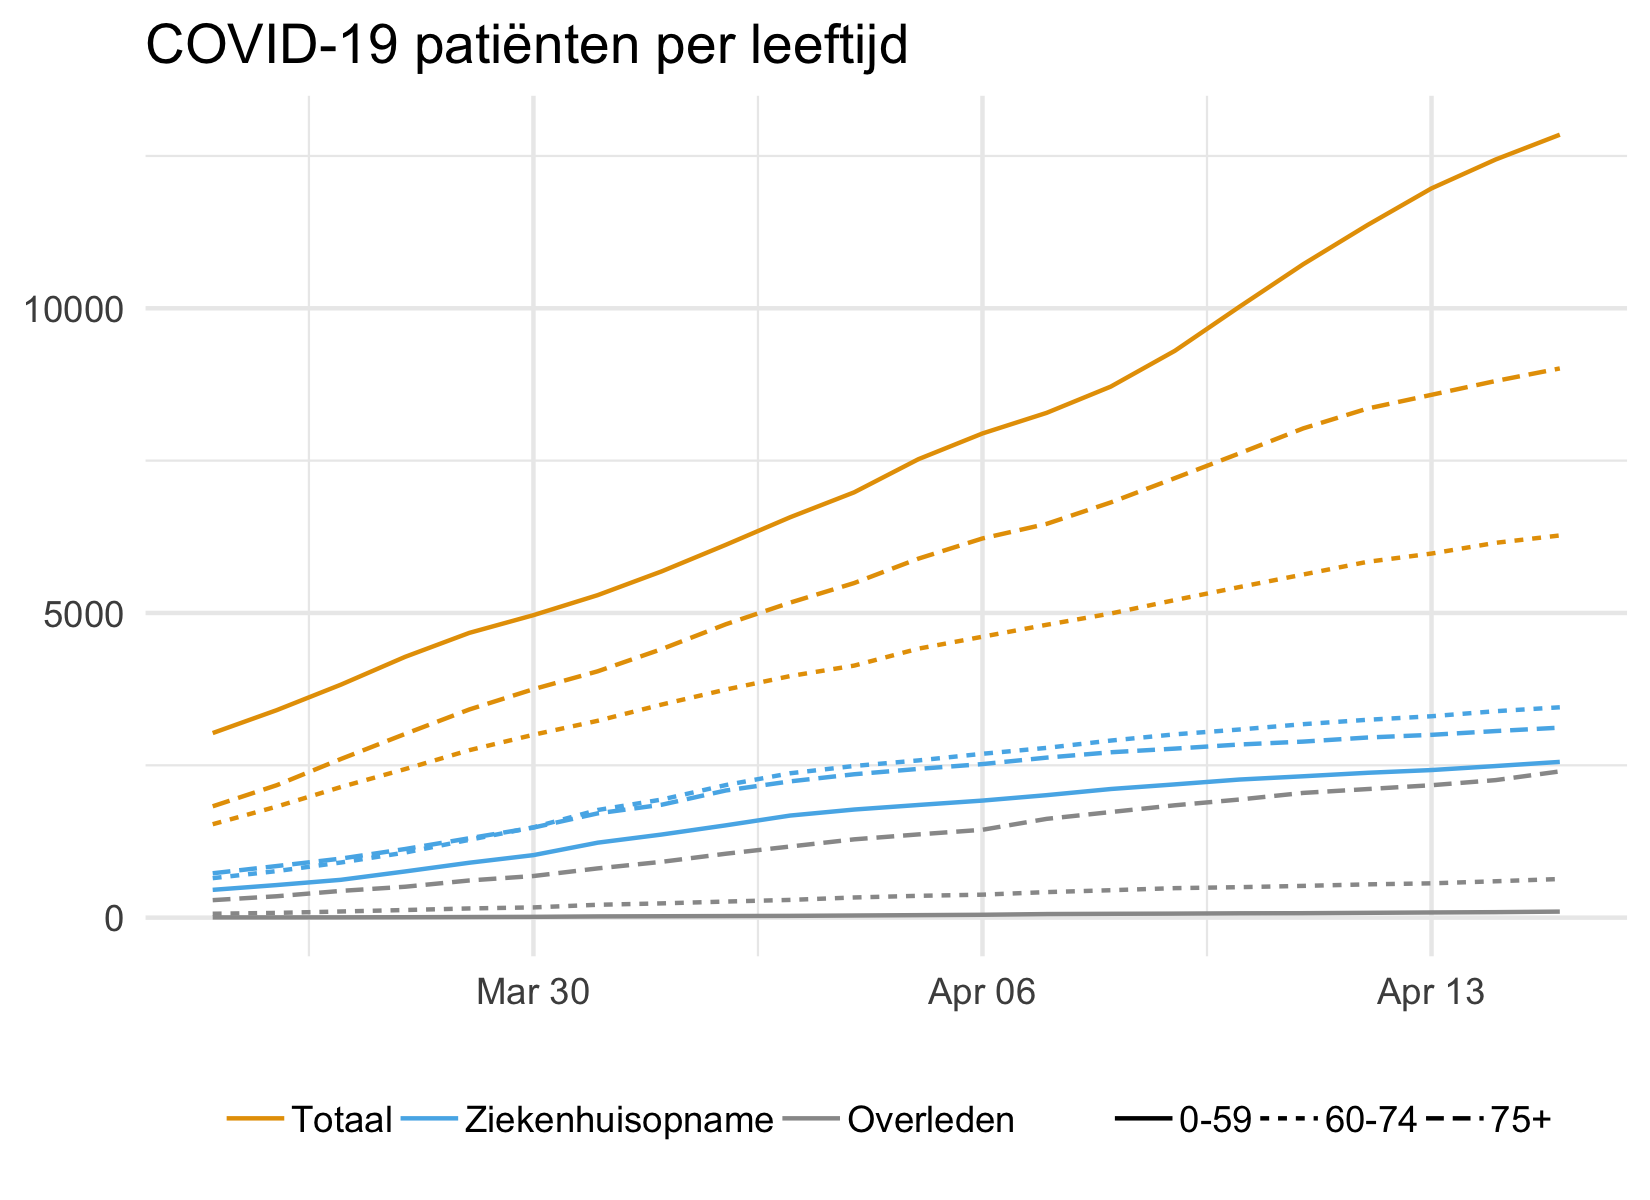 COVID-19 patiënten per leeftijd
10000
5000
0
Mar 30 Apr 06 Apr 13
Totaal Ziekenhuisopname Overleden 0-59 60-74 75+